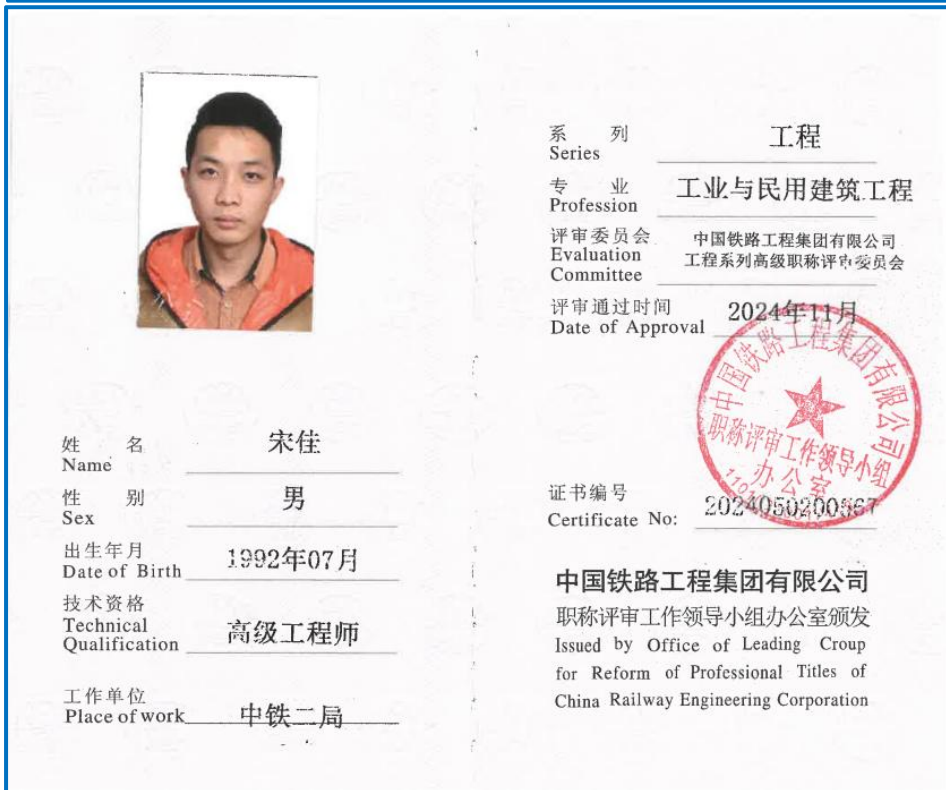 姓 名 宋佳
Name
性 别 男
Sex
出生年月 1992年07月
Date of Birth
技术资格
Technical 高级工程师
Qualification
工作单位
Place of work 中铁二局
系 列 工程
Series
专 业 工业与民用建筑工程
Profession
评审委员会 中国铁路工程集团有限公司
Evaluation 工程系列高级职称评审委员会
Committee
评审通过时间 2024年11月
Date of Approval
中国铁路工程集团有限公司
职称评审工作领导小组
办公室
证书编号
Certificate No: 2024050200567
中国铁路工程集团有限公司
职称评审工作领导小组办公室颁发
Issued by Office of Leading Croup
for Reform of Professional Titles of
China Railway Engineering Corporation